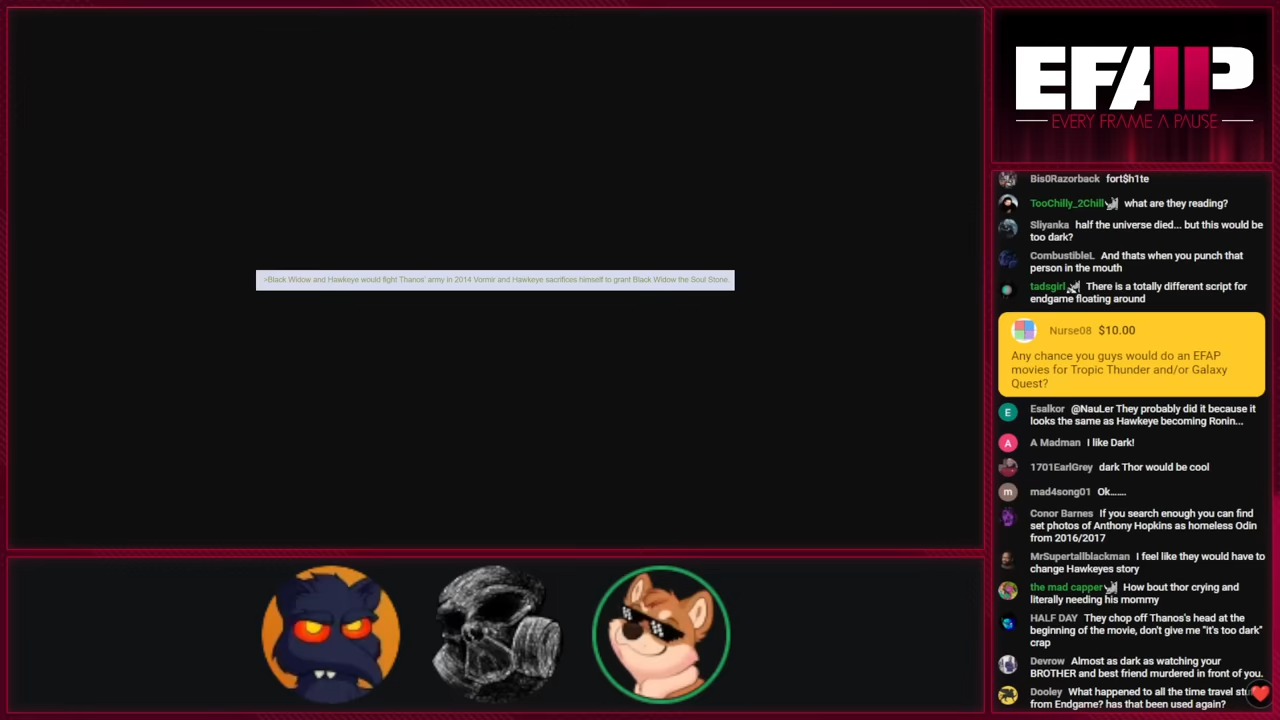 EFAP
EVERY FRAME A PAUSE
>Black Widow and Hawkeye would fight Thanos' army in 2014 Vormir and Hawkeye sacrifices himself to grant Black Widow the Soul Stone.
Bis0Razorback fort$h1te
TooChilly_2Chill what are they reading?
Sliyanka half the universe died... but this would be
too dark?
CombustibleL And thats when you punch that
person in the mouth
tadsgirl There is a totally different script for
endgame floating around
Nurse08 $10.00
Any chance you guys would do an EFAP
movies for Tropic Thunder and/or Galaxy
Quest?
E
Esalkor @NauLer They probably did it because it
looks the same as Hawkeye becoming Ronin...
A
A Madman I like Dark!
1701EarlGrey dark Thor would be cool
m
mad4song01 Ok.......
Conor Barnes If you search enough you can find
set photos of Anthony Hopkins as homeless Odin
from 2016/2017
MrSupertallblackman I feel like they would have to
change Hawkeyes story
the mad capper How bout thor crying and
literally needing his mommy
HALF DAY They chop off Thanos's head at the
beginning of the movie, don't give me "it's too dark"
crap
Devrow Almost as dark as watching your
BROTHER and best friend murdered in front of you.
Dooley What happened to all the time travel
from Endgame? has that been used again?